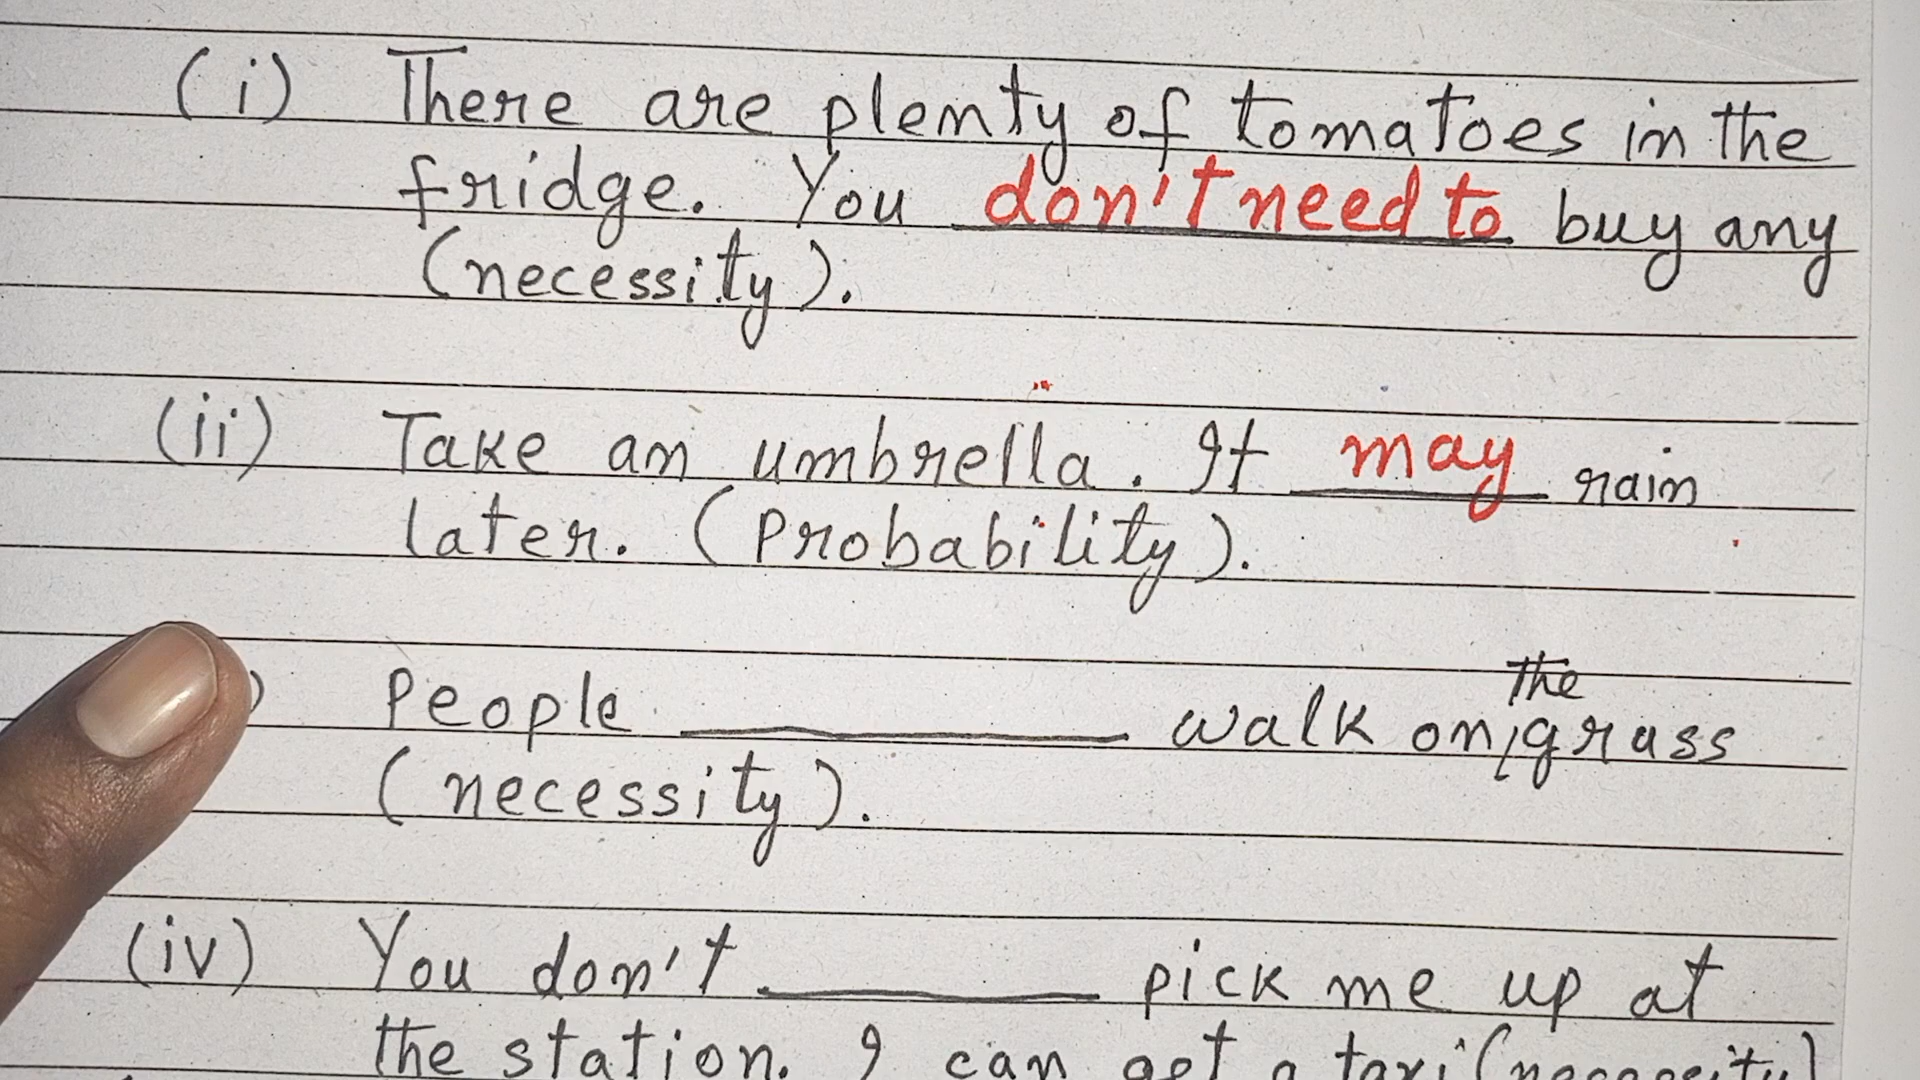 (i) There are plenty of tomatoes in the
fridge. You don't need to buy any
(necessity).
(ii) Take an umbrella. It may rain
later. (Probability).
) People ________ walk on the grass
(necessity).
(iv) You don't ________ pick me up at
the station. I can get a taxi (necessity)